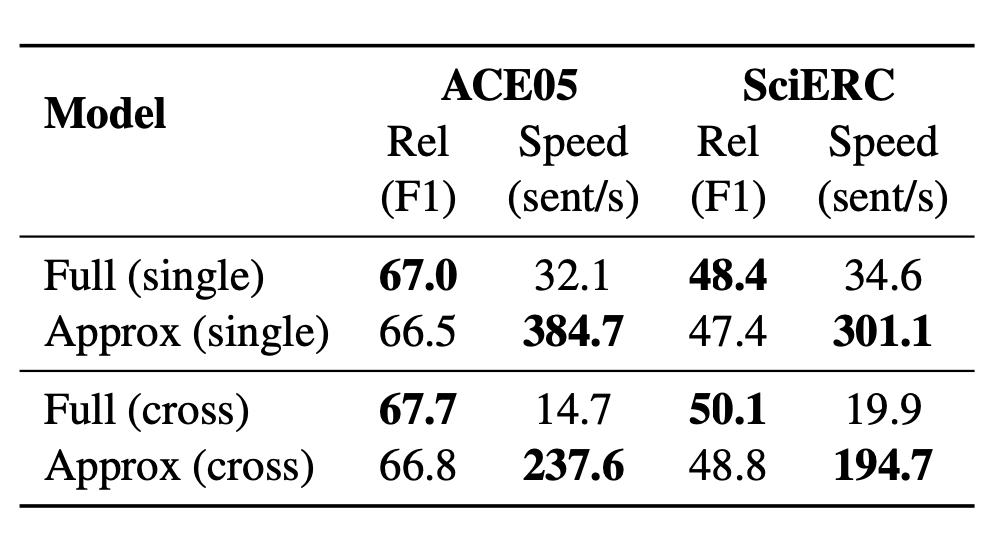 Model ACE05 SciERC
Rel Speed Rel Speed
(F1) (sent/s) (F1) (sent/s)
Full (single) 67.0 32.1 48.4 34.6
Approx (single) 66.5 384.7 47.4 301.1
Full (cross) 67.7 14.7 50.1 19.9
Approx (cross) 66.8 237.6 48.8 194.7